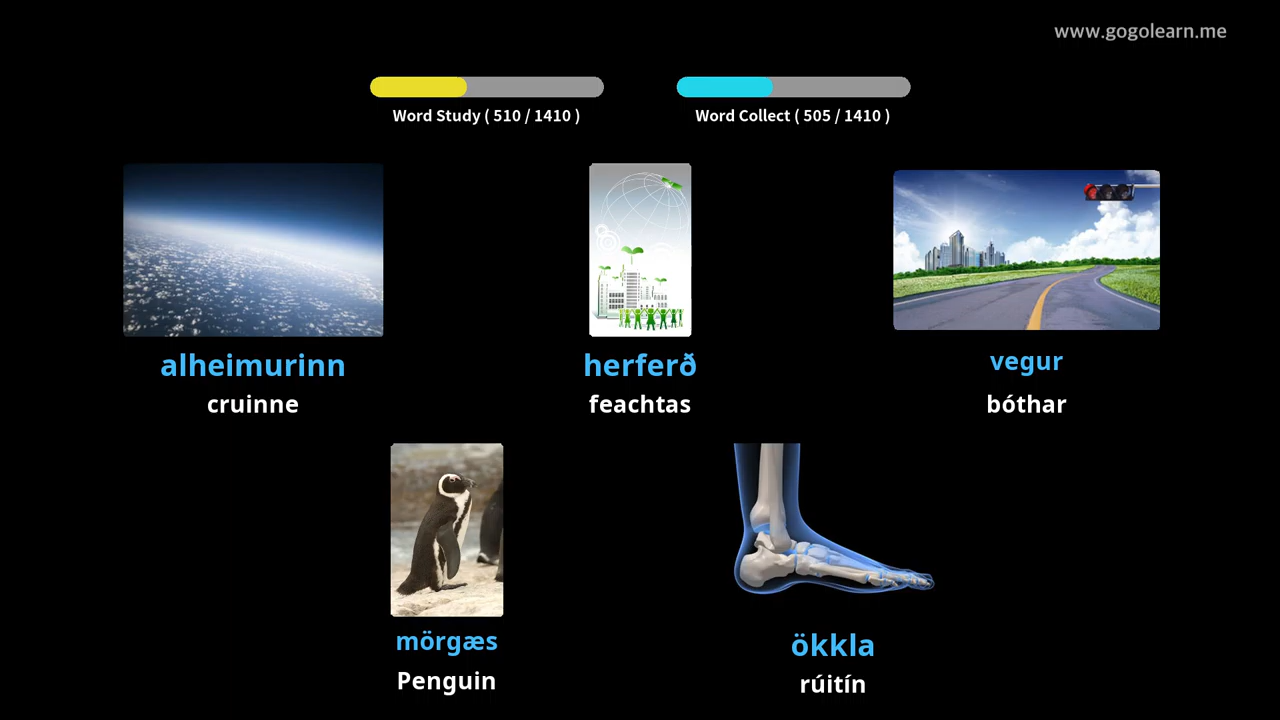 www.gogolearn.me
Word Study ( 510 / 1410 )
Word Collect ( 505 / 1410 )
alheimurinn
cruinne
herferð
feachtas
vegur
bóthar
mörgæs
Penguin
ökkla
rúitín